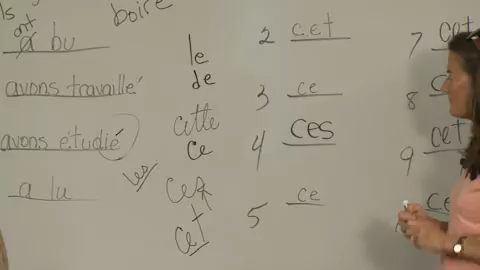 boire
ont
a bu
avons travaillé
avons étudié
a lu
le
de
cette
ce
les
ces
cet
2 cet
3 ce
4 ces
5 ce
7 cet
8
9 cet